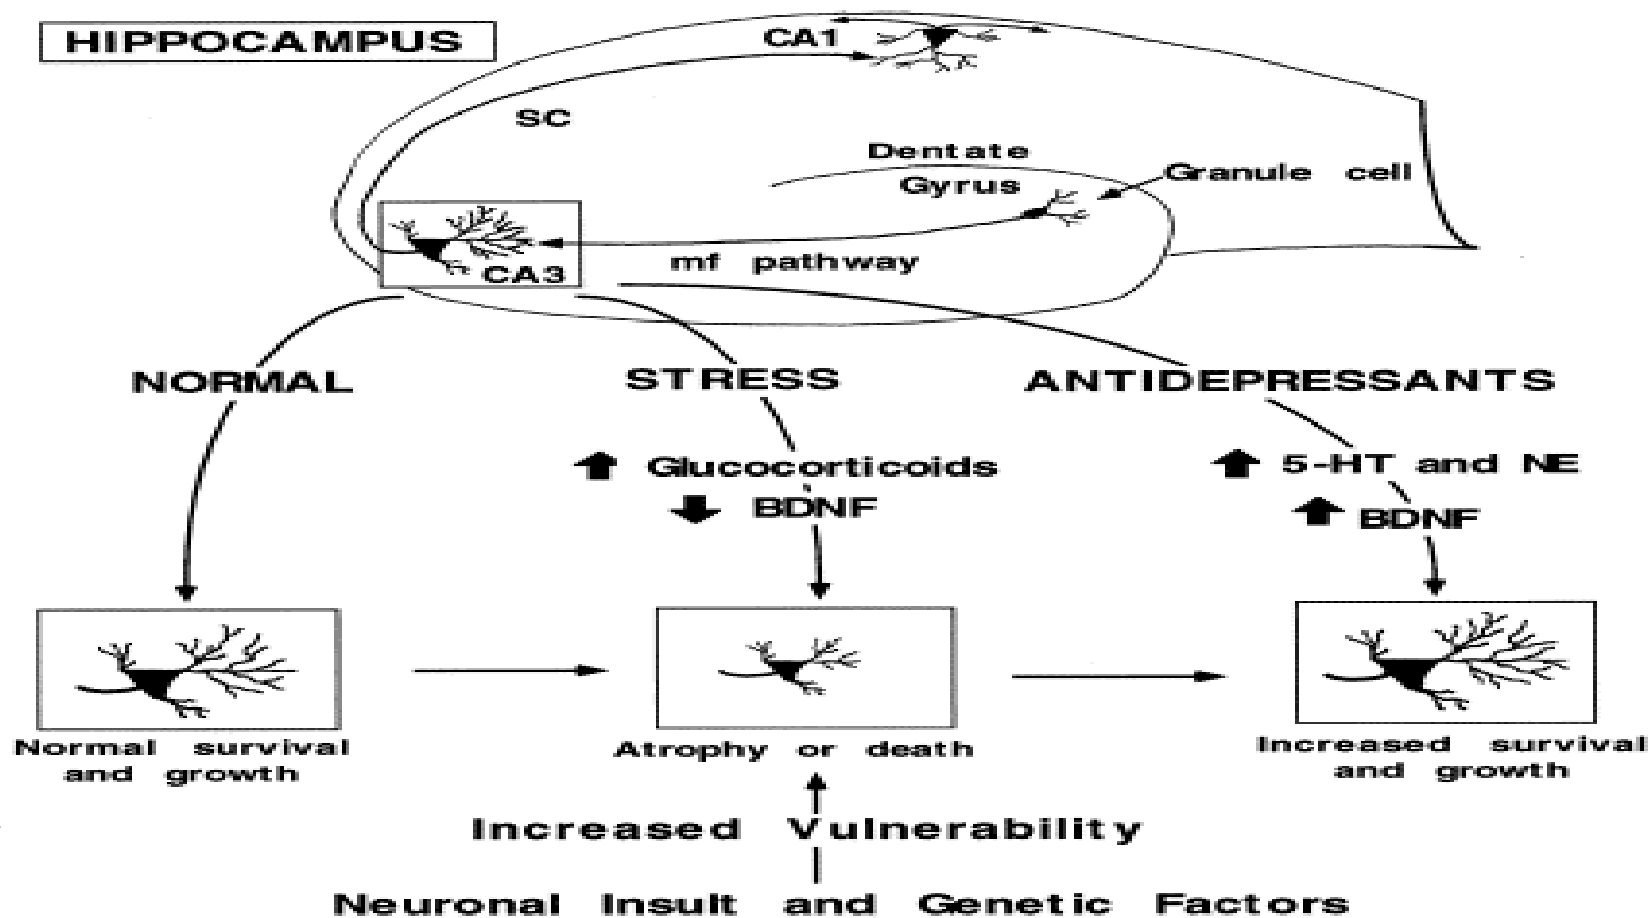 HIPPOCAMPUS
CA1
SC
Dentate
Gyrus
Granule cell
CA3
mf pathway
NORMAL
STRESS
ANTIDEPRESSANTS
Glucocorticoids
BDNF
5-HT and NE
BDNF
Normal survival
and growth
Atrophy or death
Increased survival
and growth
Increased Vulnerability
Neuronal Insult and Genetic Factors